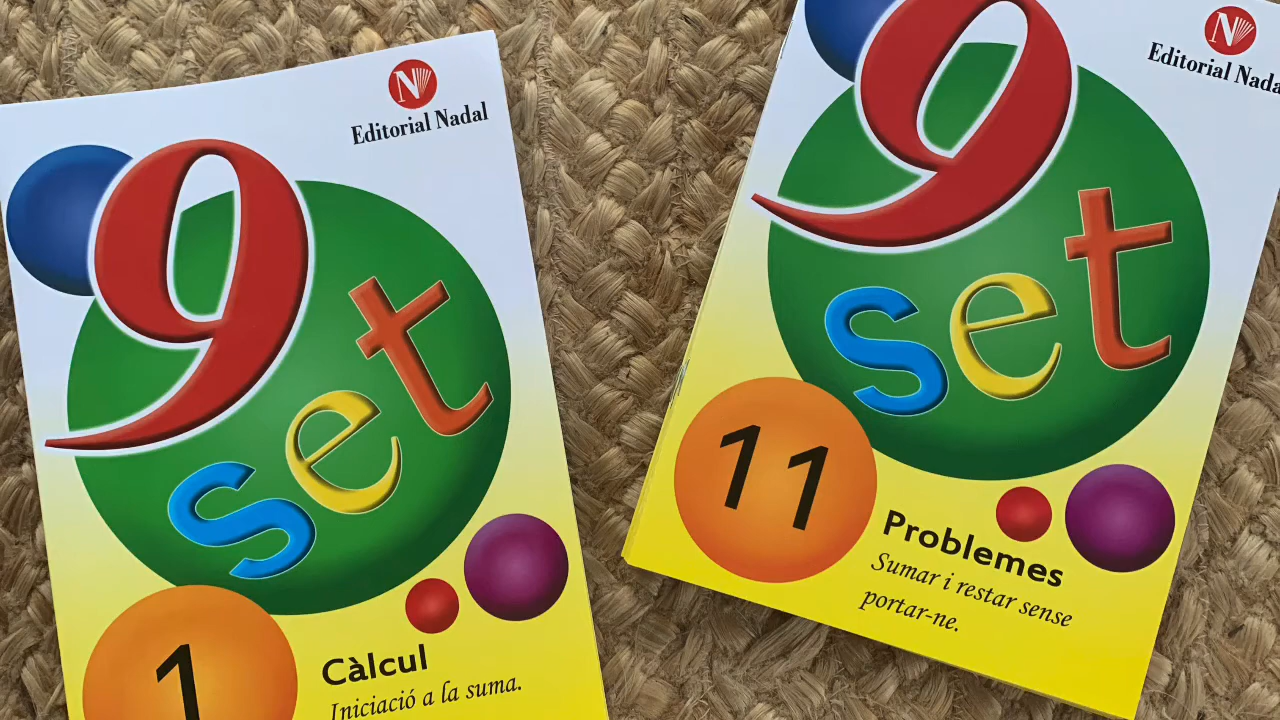 N
Editorial Nadal
9
set
1
Càlcul
Iniciació a la suma.
N
Editorial Nada
9
set
11
Problemes
Sumar i restar sense
portar-ne.